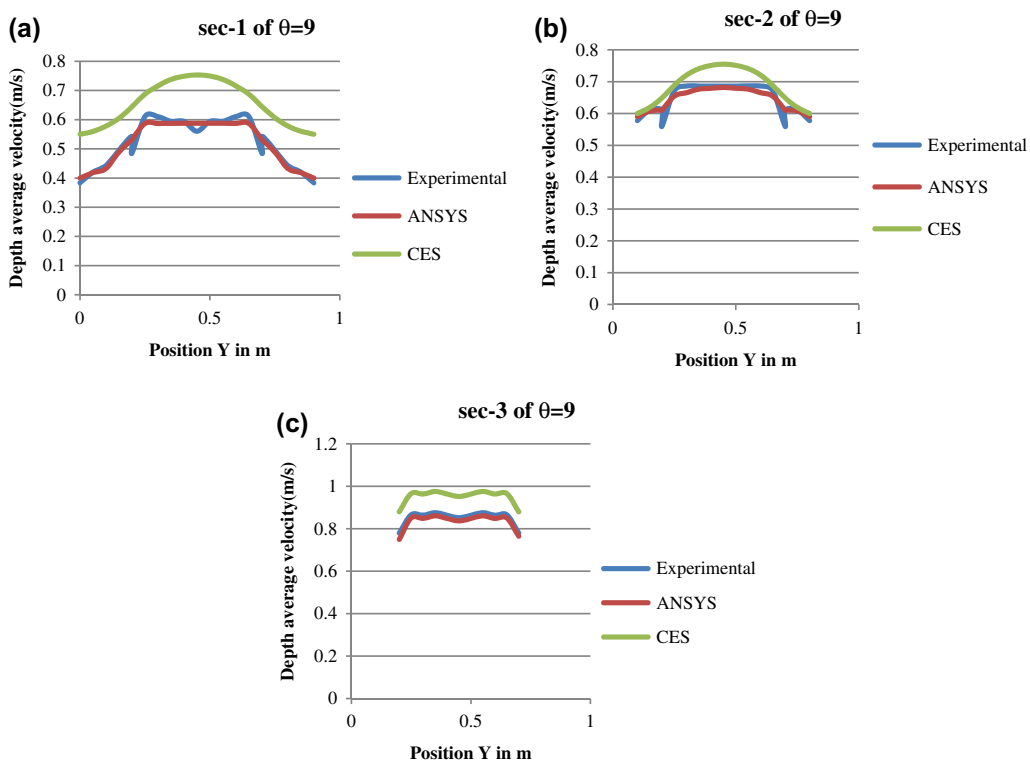 (a)
sec-1 of θ=9
Depth average velocity(m/s)
0.8
0.7
0.6
0.5
0.4
0.3
0.2
0.1
0
0
0.5
1
Position Y in m
Experimental
ANSYS
CES
(b)
sec-2 of θ=9
Depth average velocity(m/s)
0.8
0.7
0.6
0.5
0.4
0.3
0.2
0.1
0
0
0.5
1
Position Y in m
Experimental
ANSYS
CES
(c)
sec-3 of θ=9
Depth average velocity(m/s)
1.2
1
0.8
0.6
0.4
0.2
0
0
0.5
1
Position Y in m
Experimental
ANSYS
CES